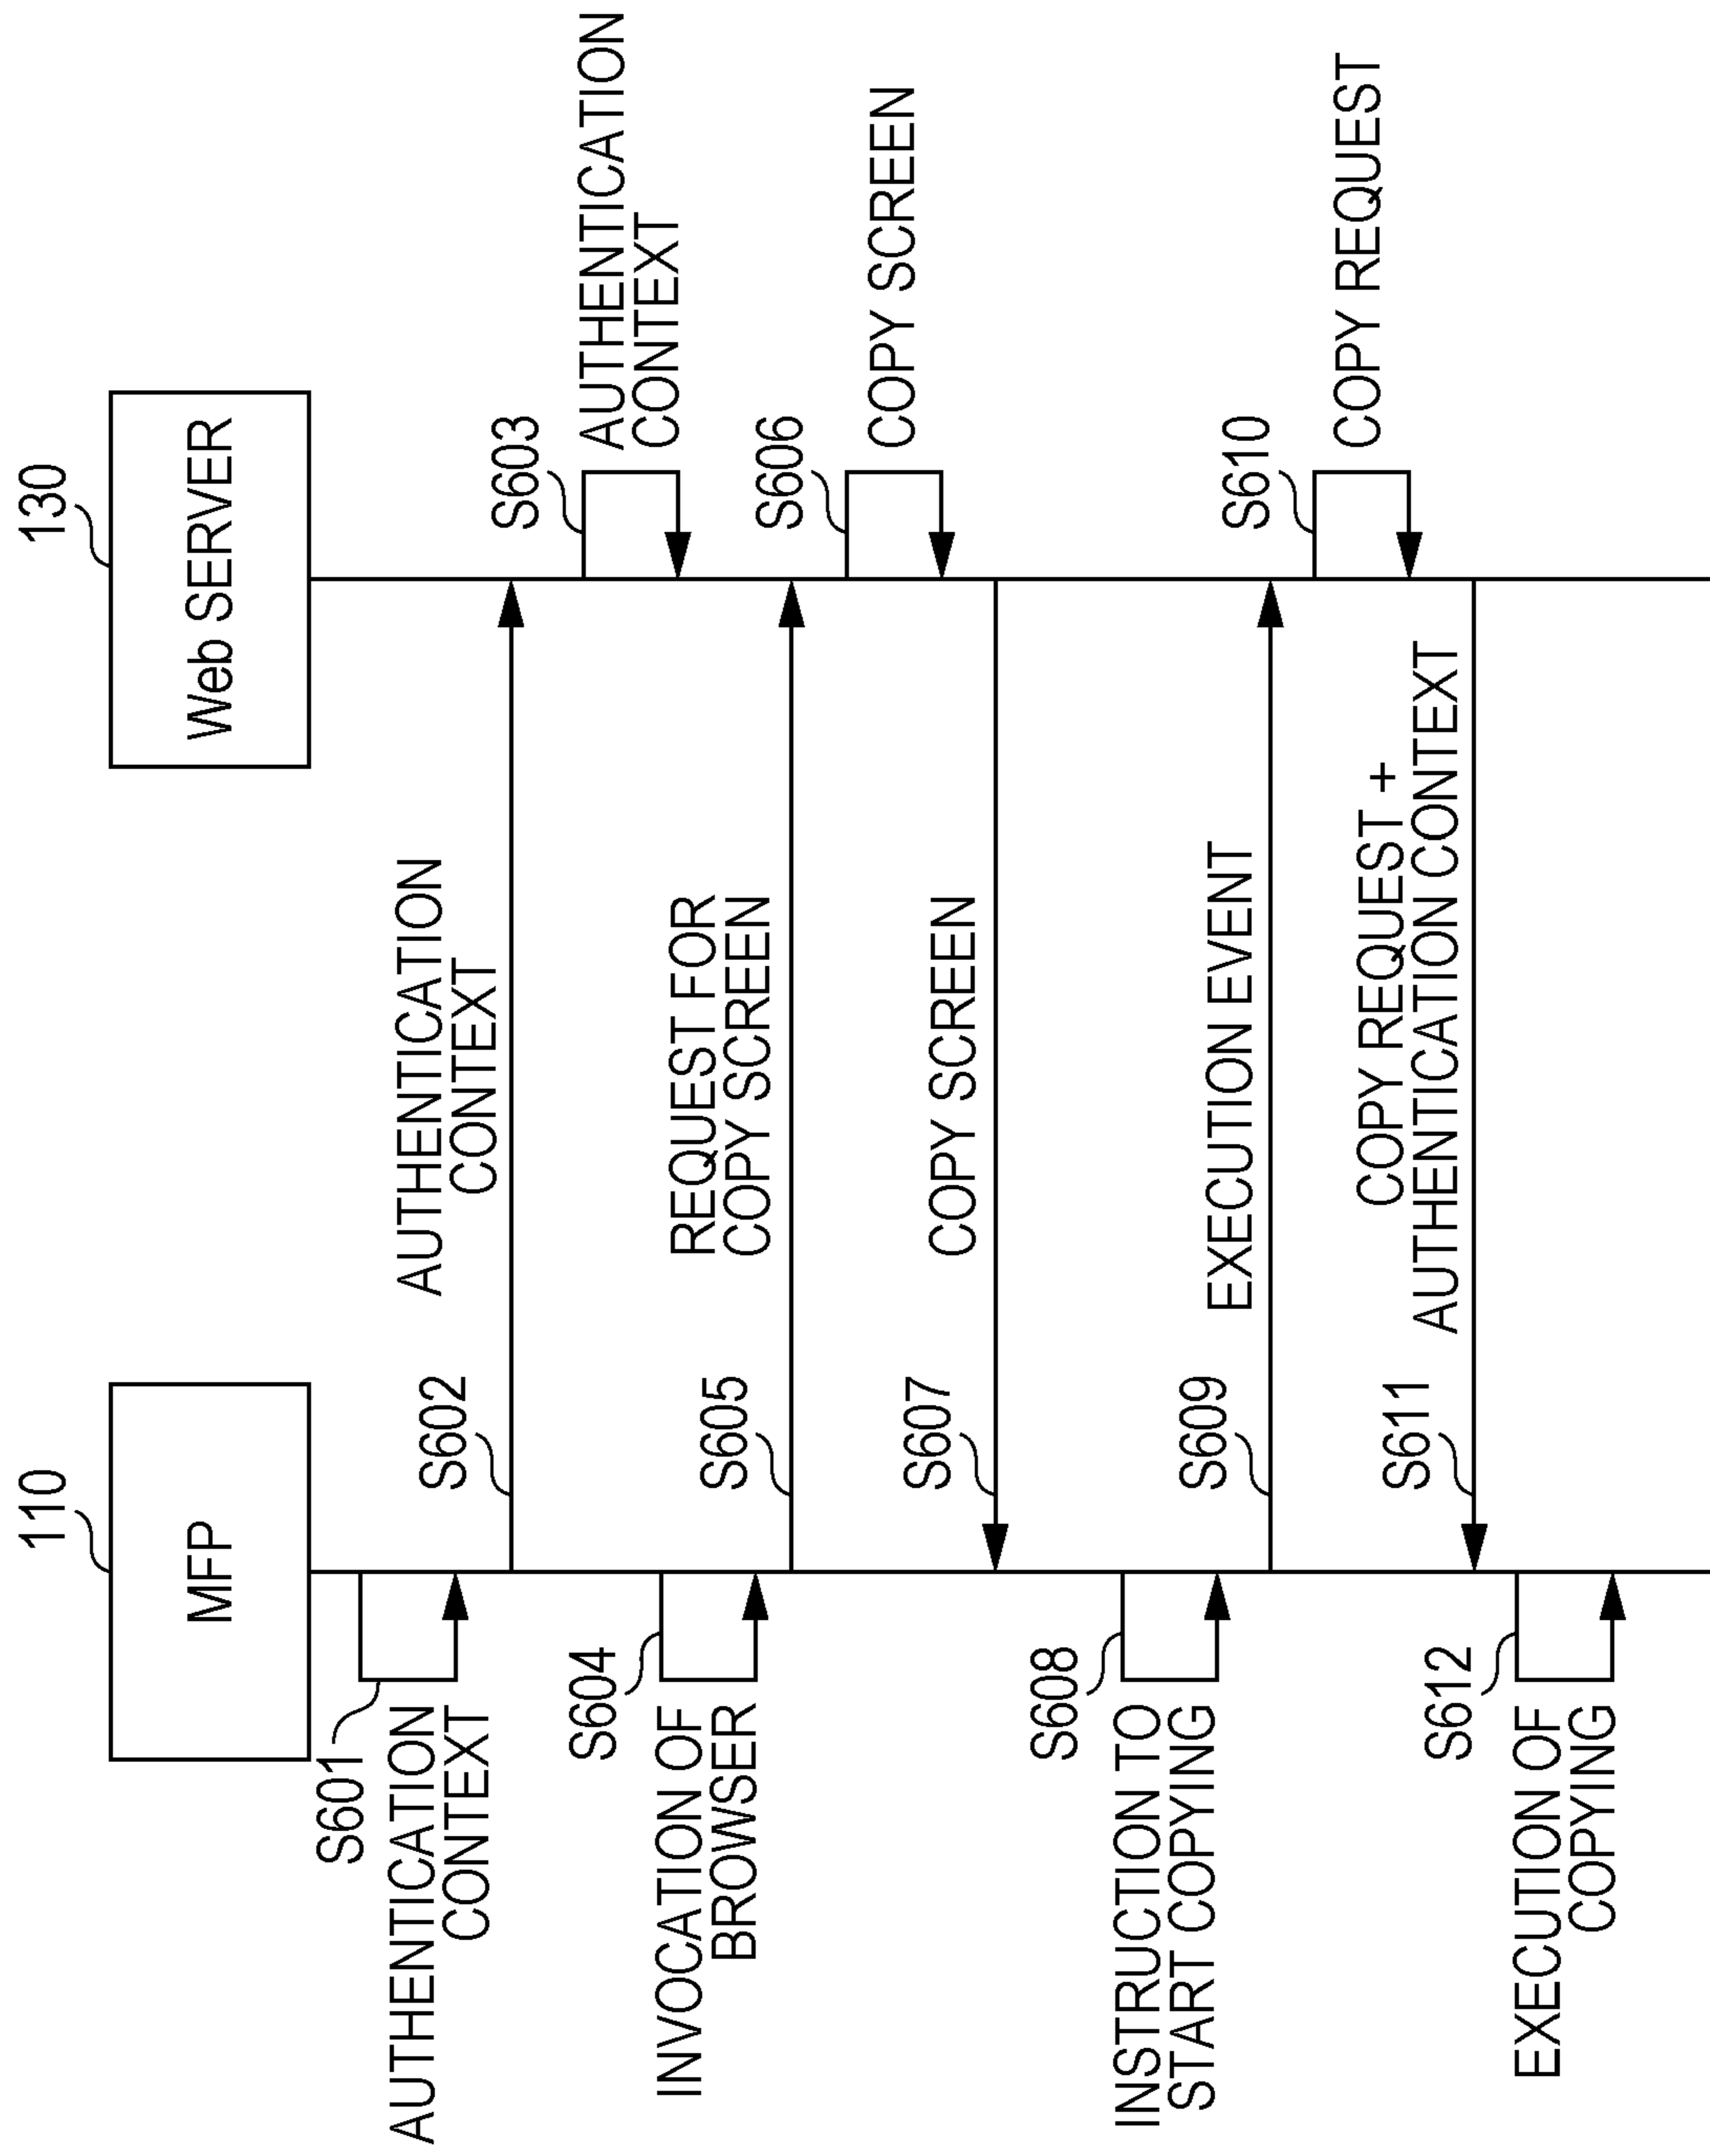 110
MFP
130
Web SERVER
S601
AUTHENTICATION
CONTEXT
S602
AUTHENTICATION
CONTEXT
S603
AUTHENTICATION
CONTEXT
S604
INVOCATION OF
BROWSER
S605
REQUEST FOR
COPY SCREEN
S606
COPY SCREEN
S607
COPY SCREEN
S608
INSTRUCTION TO
START COPYING
S609
EXECUTION EVENT
S610
COPY REQUEST
S611
COPY REQUEST +
AUTHENTICATION CONTEXT
S612
EXECUTION OF
COPYING